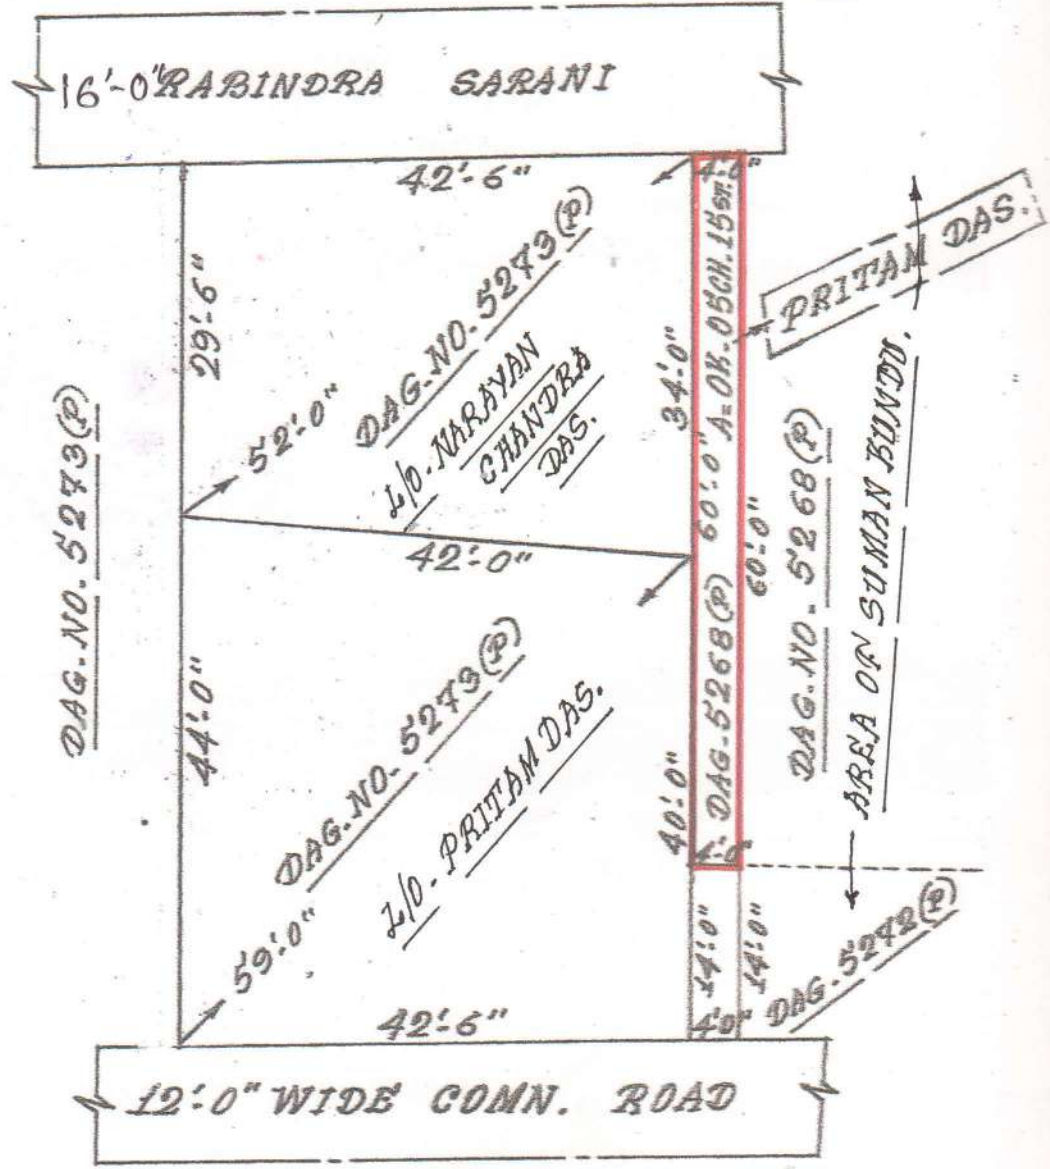 16'-0" RABINDRA SARANI
42'-6"
4'-6"
29'-6"
DAG.NO. 5273(P)
PRITAM DAS.
L/O. NARAYAN
CHANDRA
DAS.
52'-0"
34'-0"
60'-0" A=0K-05CH.15SFT.
60'-0"
DAG.NO. 5273(P)
42'-0"
DAG.NO. 5268(P)
AREA OF SUMAN KUNDU.
DAG.5268(P)
44'-0"
DAG.NO. 5273(P)
L/O. PRITAM DAS.
40'-0"
4'-0"
59'-0"
14'-0"
14'-0"
DAG.5272(P)
42'-6"
4'-0"
12'-0" WIDE COMN. ROAD